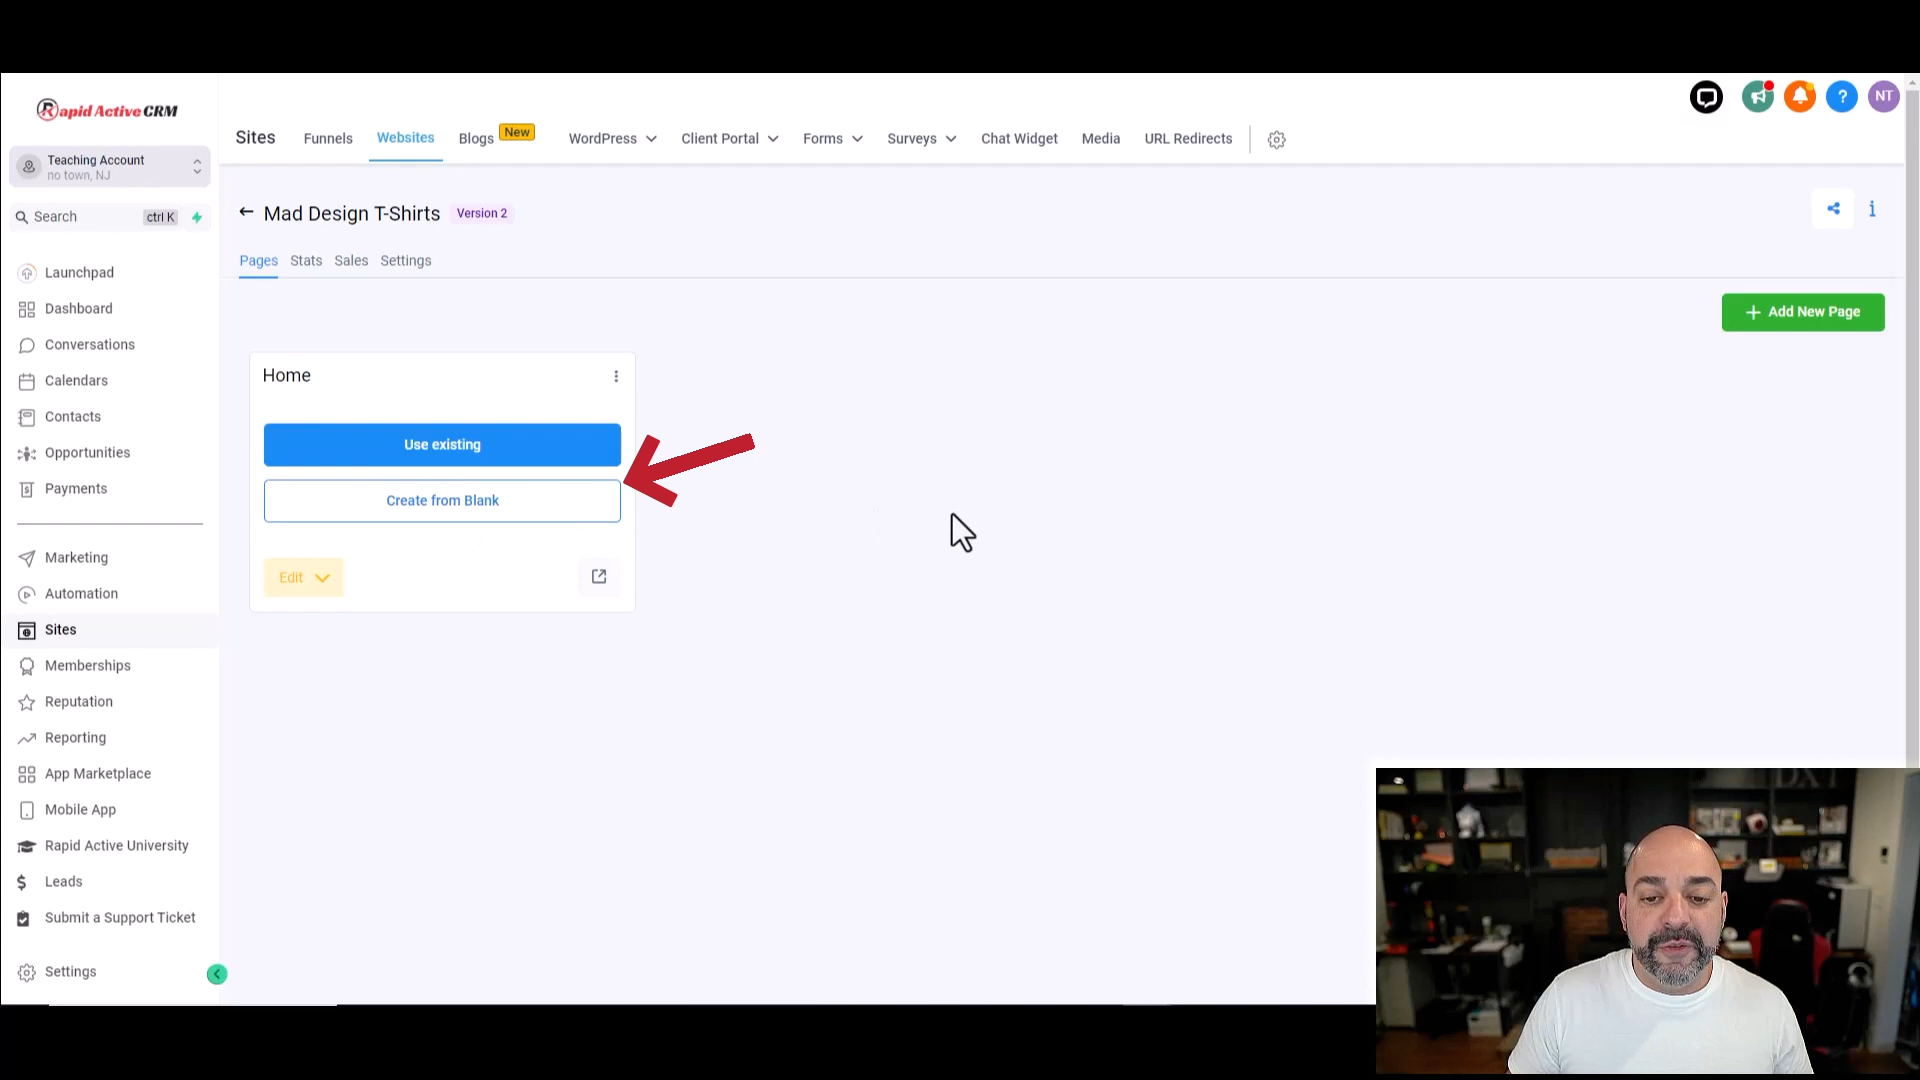 Rapid Active CRM
Teaching Account
no town, NJ
Search ctrl K
Launchpad
Dashboard
Conversations
Calendars
Contacts
Opportunities
Payments
Marketing
Automation
Sites
Memberships
Reputation
Reporting
App Marketplace
Mobile App
Rapid Active University
Leads
Submit a Support Ticket
Settings
Sites Funnels Websites Blogs New WordPress Client Portal Forms Surveys Chat Widget Media URL Redirects
? NT
Mad Design T-Shirts Version 2
Pages Stats Sales Settings
+ Add New Page
Home
Use existing
Create from Blank
Edit